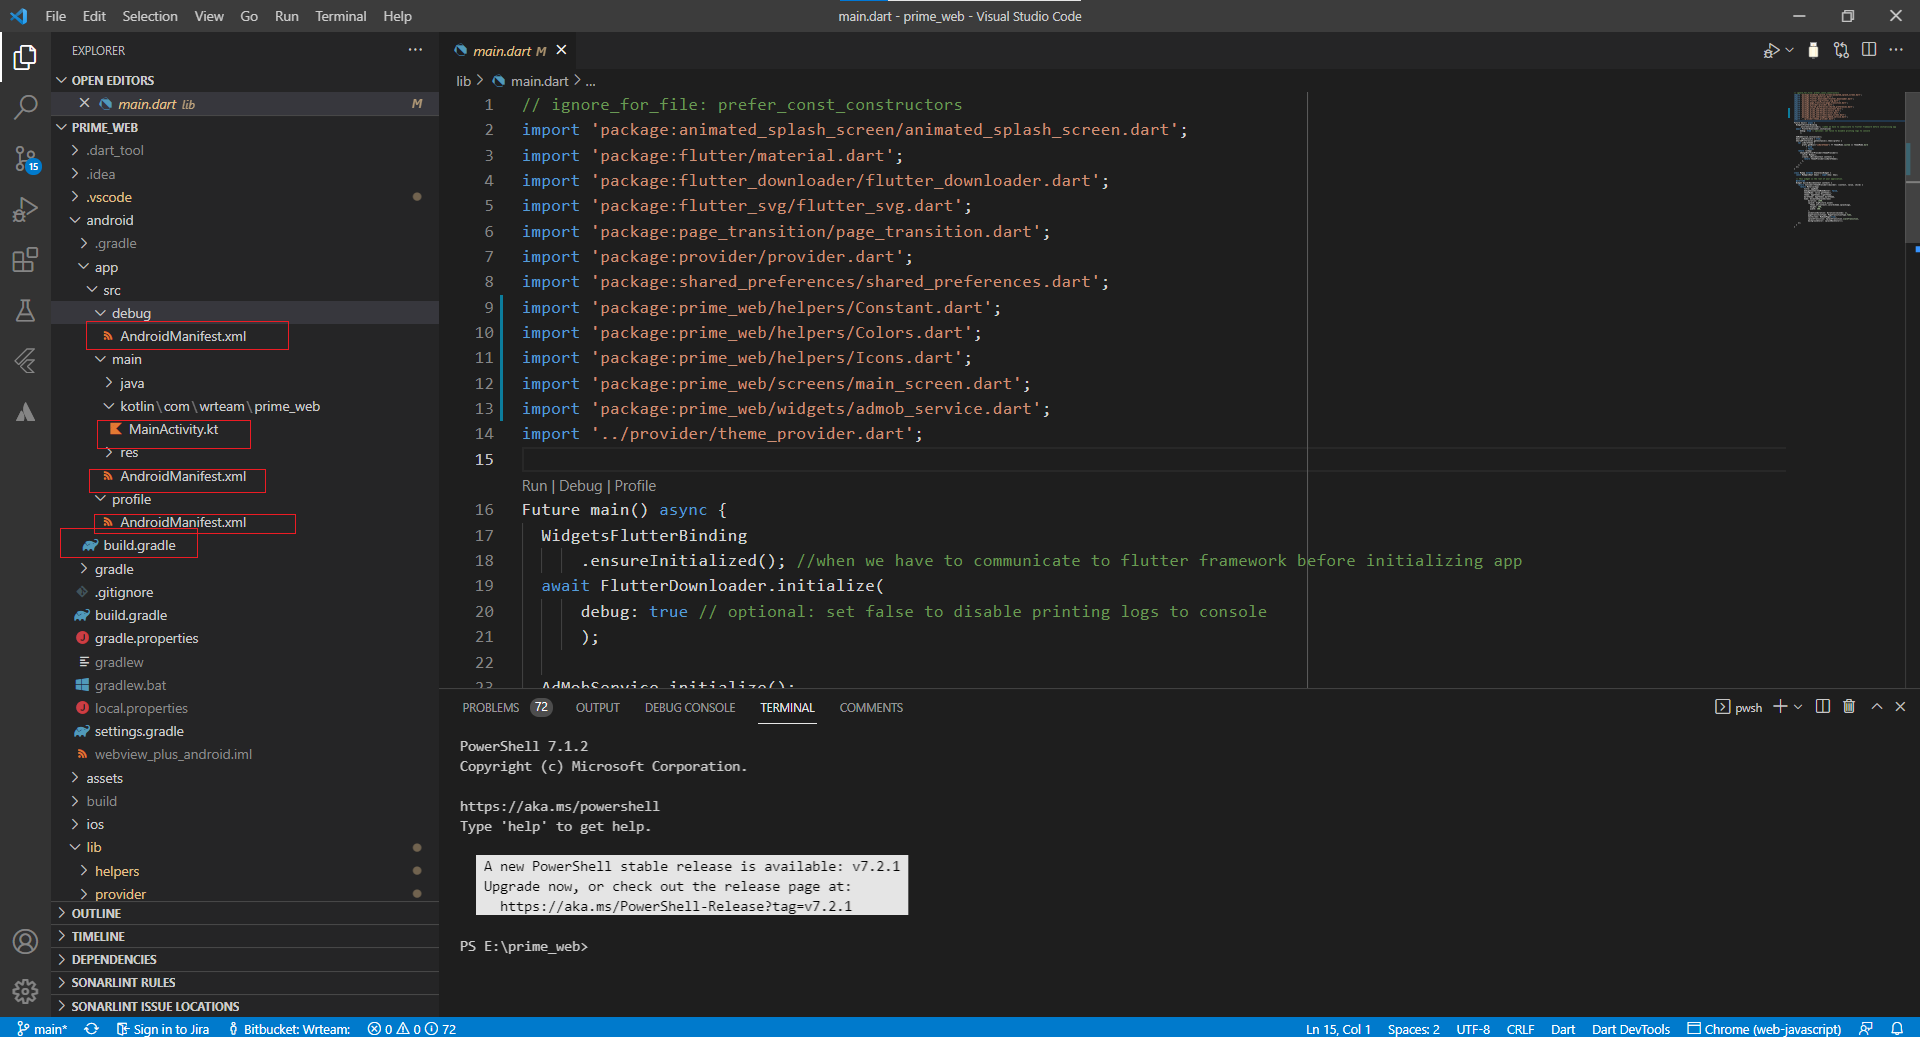 File Edit Selection View Go Run Terminal Help
main.dart - prime_web - Visual Studio Code
EXPLORER
OPEN EDITORS
main.dart lib M
PRIME_WEB
.dart_tool
.idea
.vscode
android
.gradle
app
src
debug
AndroidManifest.xml
main
java
kotlin\com\wrteam\prime_web
MainActivity.kt
res
AndroidManifest.xml
profile
AndroidManifest.xml
build.gradle
gradle
.gitignore
build.gradle
gradle.properties
gradlew
gradlew.bat
local.properties
settings.gradle
webview_plus_android.iml
assets
build
ios
lib
helpers
provider
OUTLINE
TIMELINE
DEPENDENCIES
SONARLINT RULES
SONARLINT ISSUE LOCATIONS
15
main.dart M
lib > main.dart > ...
1 // ignore_for_file: prefer_const_constructors
2 import 'package:animated_splash_screen/animated_splash_screen.dart';
3 import 'package:flutter/material.dart';
4 import 'package:flutter_downloader/flutter_downloader.dart';
5 import 'package:flutter_svg/flutter_svg.dart';
6 import 'package:page_transition/page_transition.dart';
7 import 'package:provider/provider.dart';
8 import 'package:shared_preferences/shared_preferences.dart';
9 import 'package:prime_web/helpers/Constant.dart';
10 import 'package:prime_web/helpers/Colors.dart';
11 import 'package:prime_web/helpers/Icons.dart';
12 import 'package:prime_web/screens/main_screen.dart';
13 import 'package:prime_web/widgets/admob_service.dart';
14 import '../provider/theme_provider.dart';
15
Run | Debug | Profile
16 Future main() async {
17 WidgetsFlutterBinding
18 .ensureInitialized(); //when we have to communicate to flutter framework before initializing app
19 await FlutterDownloader.initialize(
20 debug: true // optional: set false to disable printing logs to console
21 );
22
23 AdMobService.initialize();
PROBLEMS 72 OUTPUT DEBUG CONSOLE TERMINAL COMMENTS
pwsh
PowerShell 7.1.2
Copyright (c) Microsoft Corporation.
https://aka.ms/powershell
Type 'help' to get help.
A new PowerShell stable release is available: v7.2.1
Upgrade now, or check out the release page at:
https://aka.ms/PowerShell-Release?tag=v7.2.1
PS E:\prime_web>
main* Sign in to Jira Bitbucket: Wrteam: 0 0 72
Ln 15, Col 1 Spaces: 2 UTF-8 CRLF Dart Dart DevTools Chrome (web-javascript)